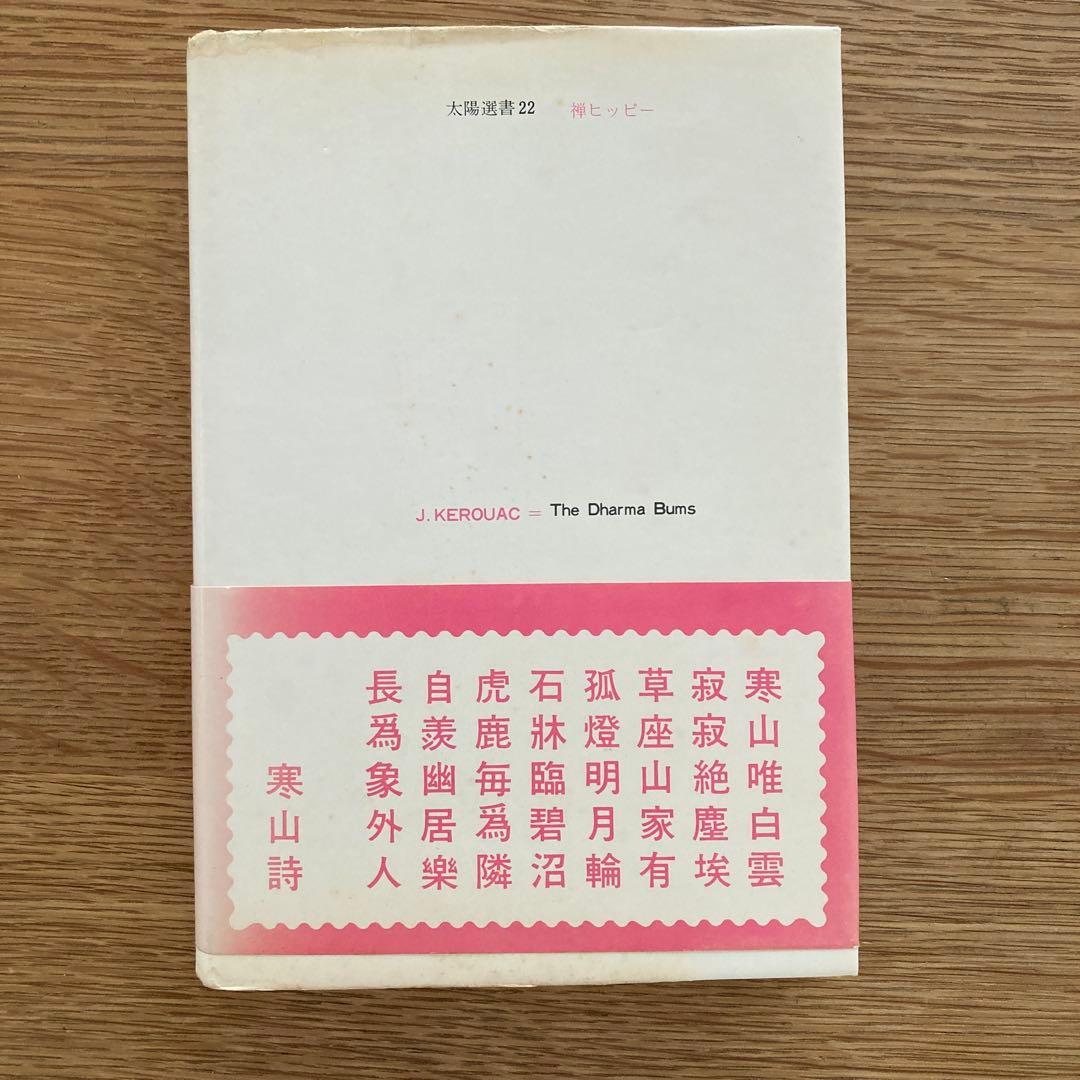 太陽選書22 禅ヒッピー
J. KEROUAC = The Dharma Bums
寒山唯白雲
寂寂絶塵埃
草座山家有
孤燈明月輪
石牀臨碧沼
虎鹿毎爲隣
自羨幽居樂
長爲象外人
寒山詩